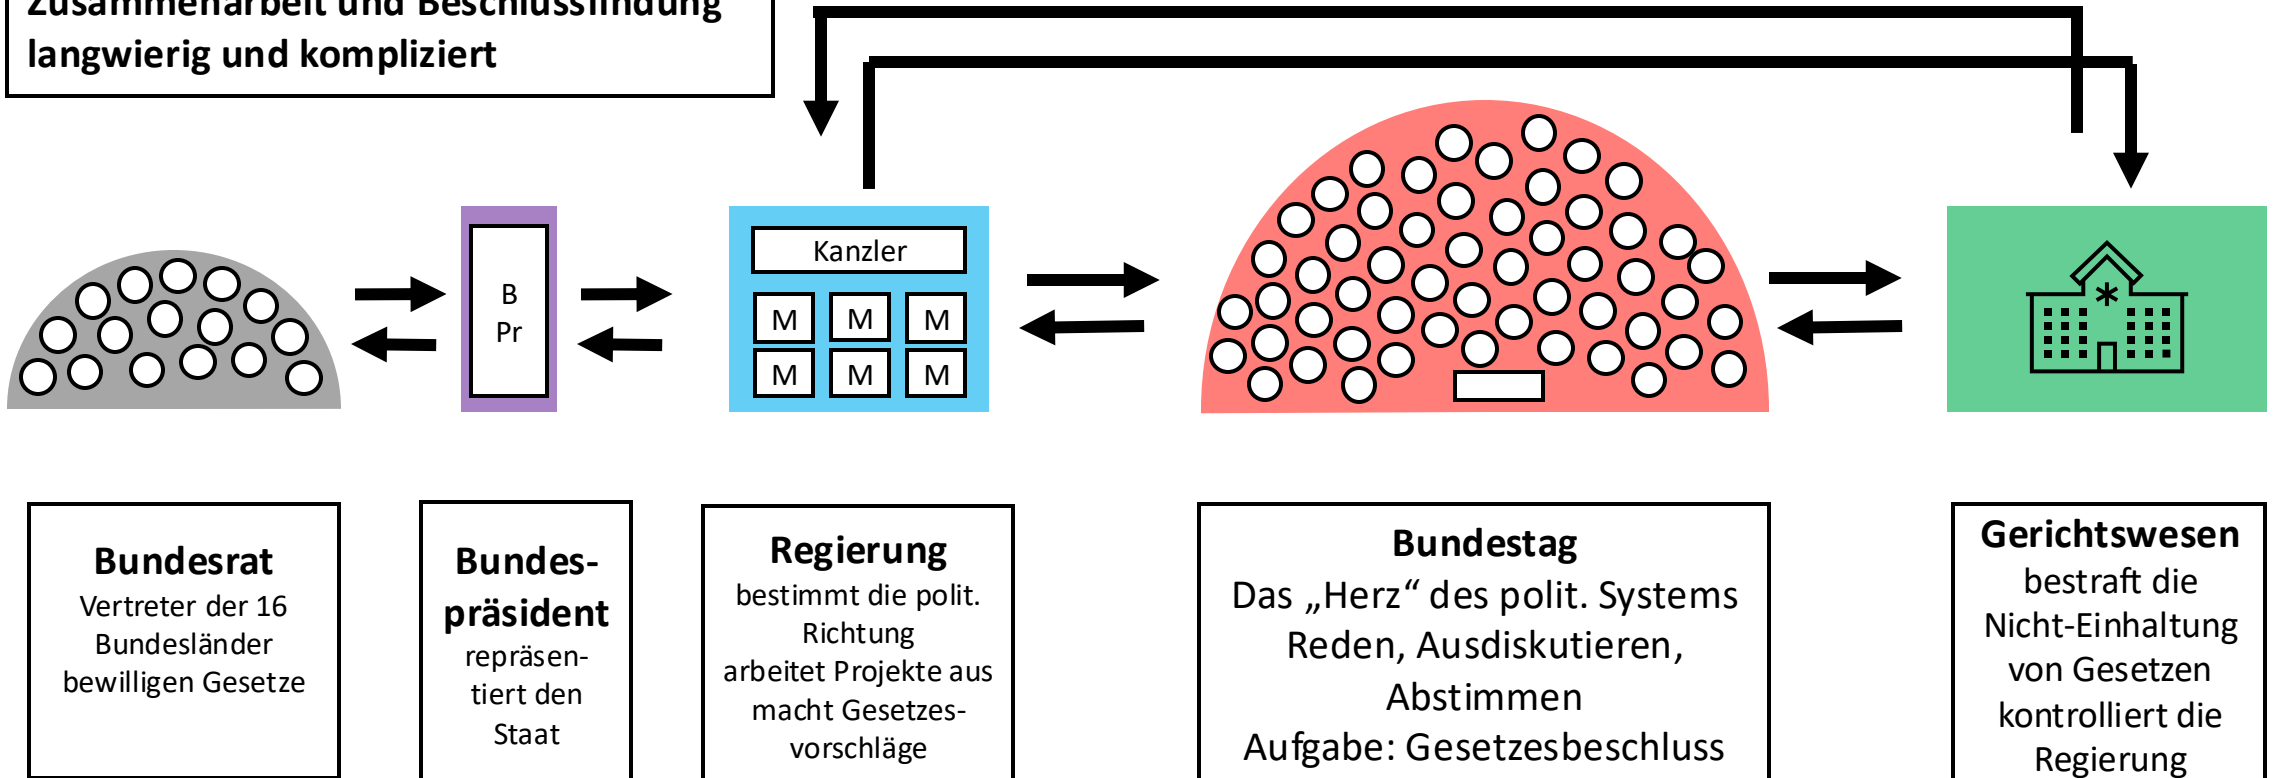 Zusammenarbeit und Beschlussfindung
langwierig und kompliziert
B
Pr
Kanzler
M M M
M M M
Bundesrat
Vertreter der 16
Bundesländer
bewilligen Gesetze
Bundes-
präsident
repräsen-
tiert den
Staat
Regierung
bestimmt die polit.
Richtung
arbeitet Projekte aus
macht Gesetzes-
vorschläge
Bundestag
Das „Herz“ des polit. Systems
Reden, Ausdiskutieren,
Abstimmen
Aufgabe: Gesetzesbeschluss
Gerichtswesen
bestraft die
Nicht-Einhaltung
von Gesetzen
kontrolliert die
Regierung